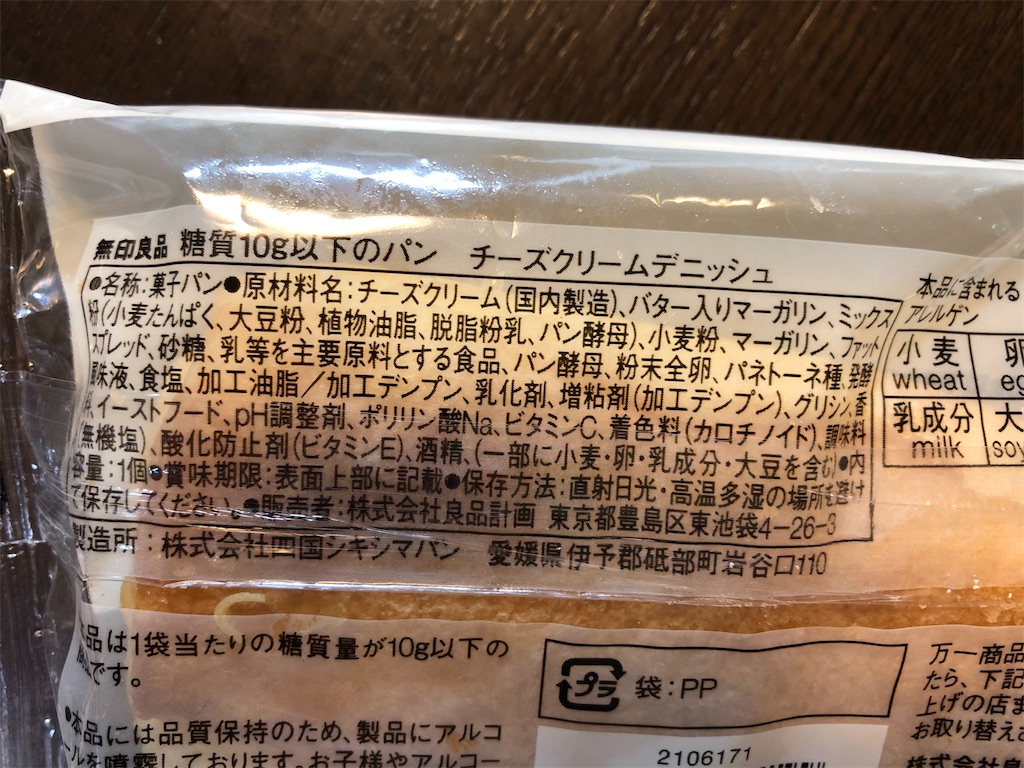 無印良品 糖質10g以下のパン チーズクリームデニッシュ
●名称:菓子パン●原材料名:チーズクリーム(国内製造)、バター入りマーガリン、ミックス
粉(小麦たんぱく、大豆粉、植物油脂、脱脂粉乳、パン酵母)、小麦粉、マーガリン、ファット
スプレッド、砂糖、乳等を主要原料とする食品、パン酵母、粉末全卵、パネトーネ種、発酵
味液、食塩、加工油脂/加工デンプン、乳化剤、増粘剤(加工デンプン)、グリシン、香
、イーストフード、pH調整剤、ポリリン酸Na、ビタミンC、着色料(カロチノイド)、調味料
(無機塩)、酸化防止剤(ビタミンE)、酒精、(一部に小麦・卵・乳成分・大豆を含む)●内
容量:1個●賞味期限:表面上部に記載●保存方法:直射日光・高温多湿の場所を避け
て保存してください。●販売者:株式会社良品計画 東京都豊島区東池袋4-26-3
製造所:株式会社四国シキシマパン 愛媛県伊予郡砥部町岩谷口110
本品に含まれる
アレルゲン
小麦 卵
wheat eg
乳成分 大
milk soy
品は1袋当たりの糖質量が10g以下の
です。
●本品には品質保持のため、製品にアルコ
ールを噴霧しております。お子様やアルコー
プラ 袋:PP
2106171
万一商品
たら、下記
上げの店ま
お取り替え
株式会社良